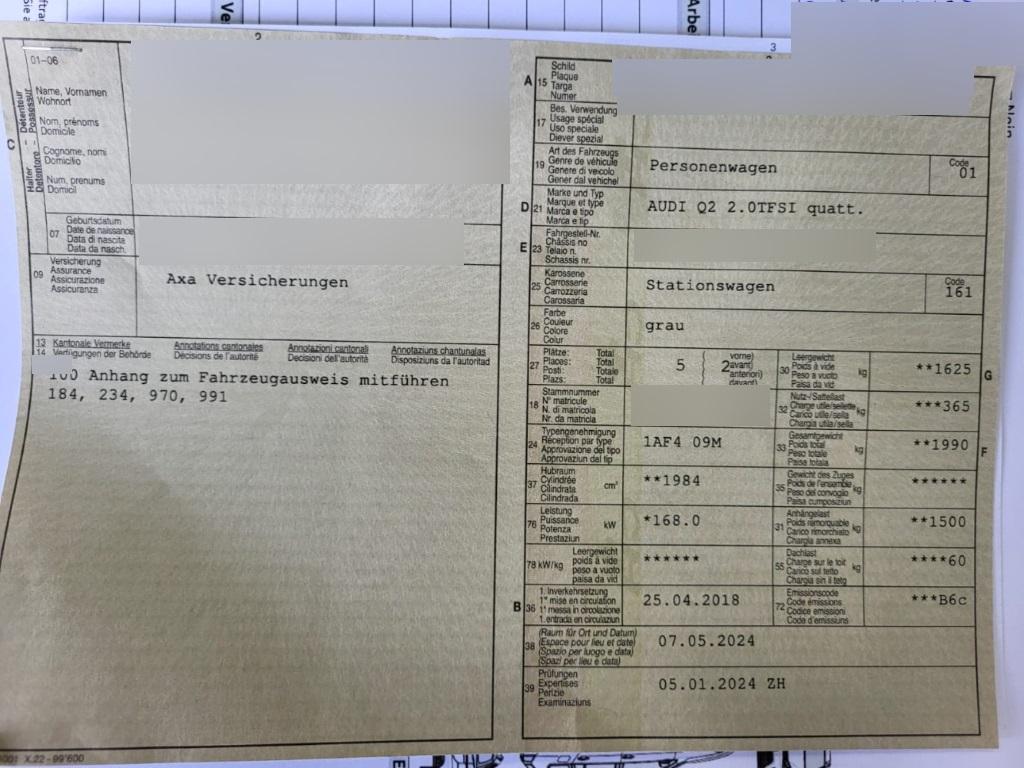 Ve
Arbe
Nein
2
3
01-06
Halter – Détenteur
Detentore – Possessur
C
Name, Vornamen
Wohnort
Nom, prénoms
Domicile
Cognome, nomi
Domicilio
Num, prenums
Domicil
07
Geburtsdatum
Date de naissance
Data di nascita
Data da nasch.
09
Versicherung
Assurance
Assicurazione
Assicuranza
Axa Versicherungen
13 Kantonale Vermerke Annotations cantonales Annotazioni cantonali Annotaziuns chantunalas
14 Verfügungen der Behörde Décisions de l'autorité Decisioni dell'autorità Disposiziuns da l'autoritad
100 Anhang zum Fahrzeugausweis mitführen
184, 234, 970, 991
A 15
Schild
Plaque
Targa
Numer
17
Bes. Verwendung
Usage spécial
Uso speciale
Diever spezial
19
Art des Fahrzeugs
Genre de véhicule
Genere di veicolo
Gener dal vehichel
Personenwagen
Code
01
D 21
Marke und Typ
Marque et type
Marca e tipo
Marca e tip
AUDI Q2 2.0TFSI quatt.
E 23
Fahrgestell-Nr.
Châssis no
Telaio n.
Schassis nr.
25
Karosserie
Carrosserie
Carrozzeria
Carossaria
Stationswagen
Code
161
26
Farbe
Couleur
Colore
Colur
grau
27
Plätze: Total
Places: Total
Posti: Totale
Plazs: Total
5
2
vorne)
avant)
anteriori)
davant)
30
Leergewicht
Poids à vide
Peso a vuoto
Paisa da vid
kg
**1625
G
18
Stammnummer
N° matricule
N. di matricola
Nr. da matricla
32
Nutz-/Sattellast
Charge utile/sellette
Carico utile/sella
Chargia utila/sella
kg
***365
24
Typengenehmigung
Réception par type
Approvazione del tipo
Approvaziun dal tip
1AF4 09M
33
Gesamtgewicht
Poids total
Peso totale
Paisa totala
kg
**1990
F
37
Hubraum
Cylindrée
Cilindrata
Cilindrada
cm³
**1984
35
Gewicht des Zuges
Poids de l'ensemble
Peso del convoglio
Paisa cumposiziun
kg
******
76
Leistung
Puissance
Potenza
Prestaziun
kW
*168.0
31
Anhängelast
Poids remorquable
Carico rimorchiato
Chargia annexa
kg
**1500
78 kW/kg
Leergewicht
poids à vide
peso a vuoto
paisa da vid
******
55
Dachlast
Charge sur le toit
Carico sul tetto
Chargia sin il tetg
kg
****60
B 36
1. Inverkehrsetzung
1re mise en circulation
1a messa in circolazione
1. entrada en circulaziun
25.04.2018
72
Emissionscode
Code émissions
Codice emissioni
Code d'emissiuns
***B6c
38
(Raum für Ort und Datum)
(Espace pour lieu et date)
(Spazio per luogo e data)
(Spazi per lieu e data)
07.05.2024
39
Prüfungen
Expertises
Perizie
Examinaziuns
05.01.2024 ZH
X.22 - 99'600